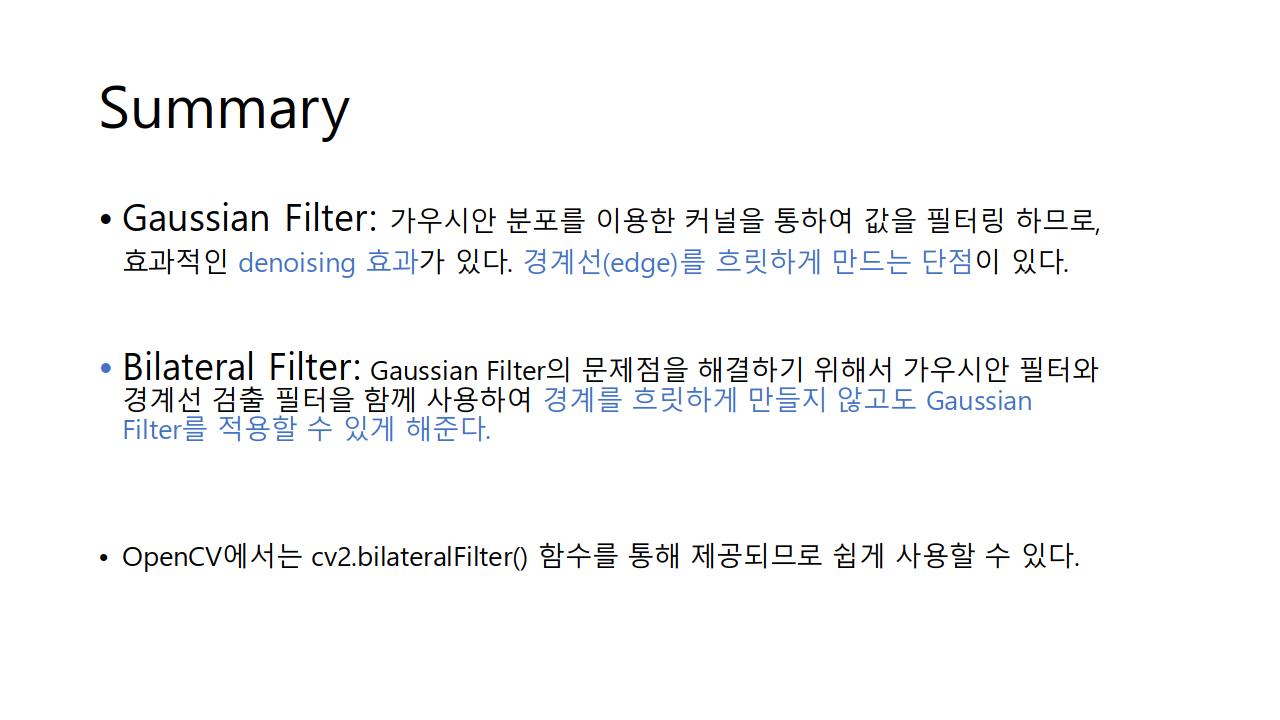 Summary
• Gaussian Filter: 가우시안 분포를 이용한 커널을 통하여 값을 필터링 하므로,
효과적인 denoising 효과가 있다. 경계선(edge)를 흐릿하게 만드는 단점이 있다.
• Bilateral Filter: Gaussian Filter의 문제점을 해결하기 위해서 가우시안 필터와
경계선 검출 필터을 함께 사용하여 경계를 흐릿하게 만들지 않고도 Gaussian
Filter를 적용할 수 있게 해준다.
• OpenCV에서는 cv2.bilateralFilter() 함수를 통해 제공되므로 쉽게 사용할 수 있다.